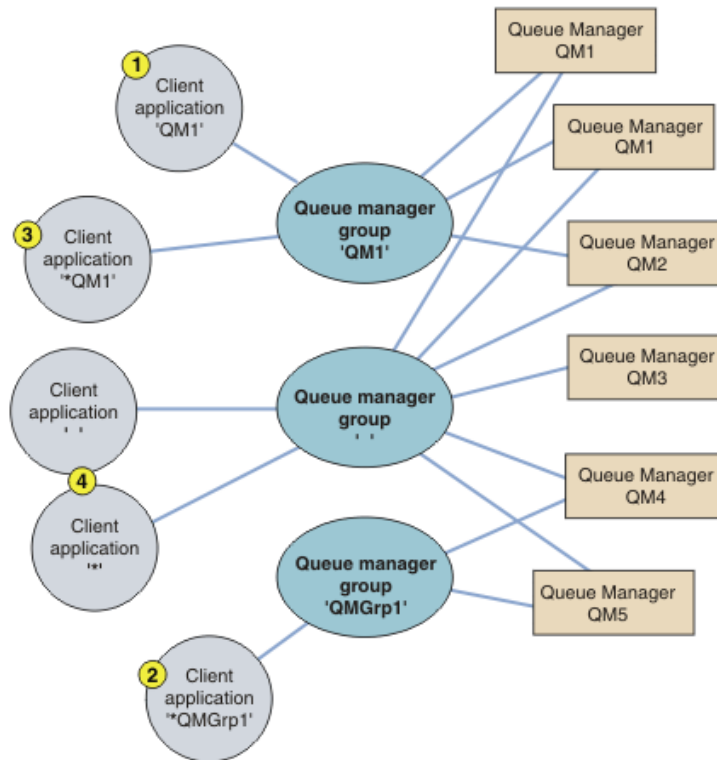 1
Client
application
'QM1'
3
Client
application
'*QM1'
Client
application
' '
4
Client
application
'*'
2
Client
application
'*QMGrp1'
Queue manager
group
'QM1'
Queue manager
group
' '
Queue manager
group
'QMGrp1'
Queue Manager
QM1
Queue Manager
QM1
Queue Manager
QM2
Queue Manager
QM3
Queue Manager
QM4
Queue Manager
QM5